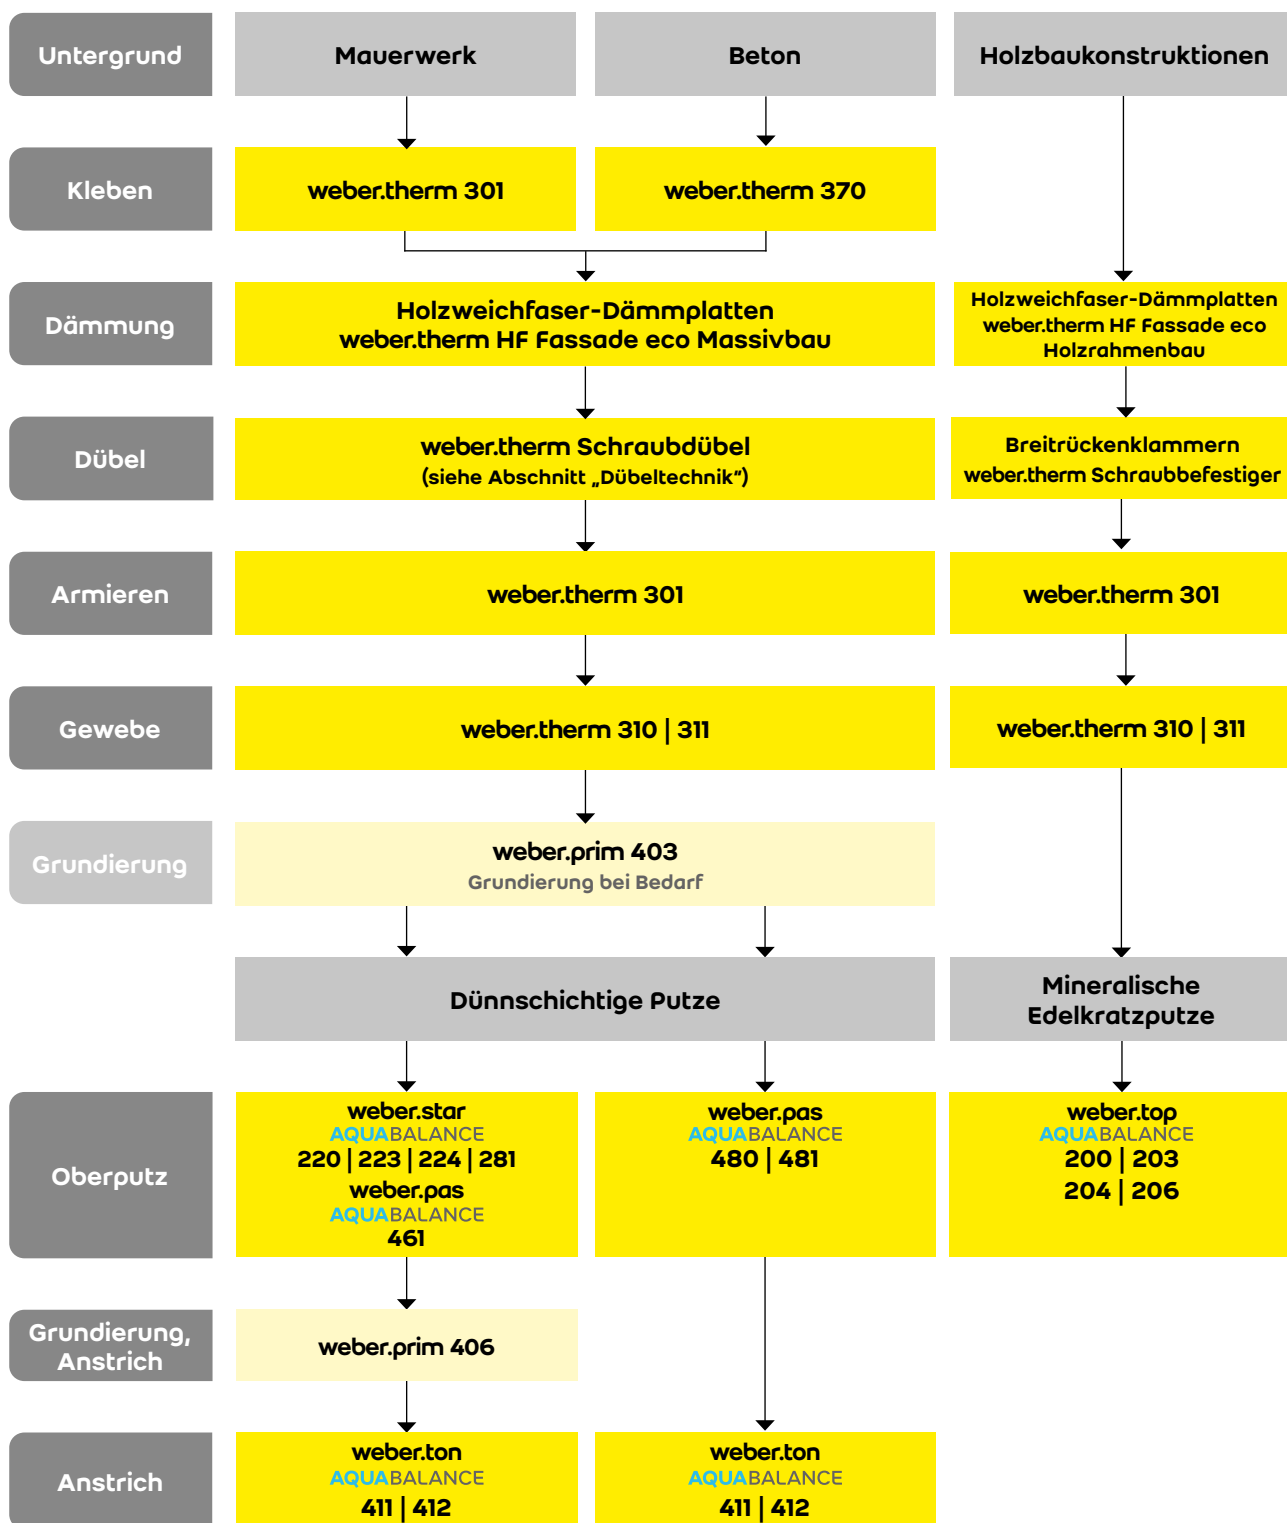 Untergrund
Mauerwerk
Beton
Holzbaukonstruktionen
Kleben
weber.therm 301
weber.therm 370
Dämmung
Holzweichfaser-Dämmplatten
weber.therm HF Fassade eco Massivbau
Holzweichfaser-Dämmplatten
weber.therm HF Fassade eco
Holzrahmenbau
Dübel
weber.therm Schraubdübel
(siehe Abschnitt „Dübeltechnik“)
Breitrückenklammern
weber.therm Schraubbefestiger
Armieren
weber.therm 301
weber.therm 301
Gewebe
weber.therm 310 | 311
weber.therm 310 | 311
Grundierung
weber.prim 403
Grundierung bei Bedarf
Dünnschichtige Putze
Mineralische
Edelkratzputze
Oberputz
weber.star
AQUABALANCE
220 | 223 | 224 | 281
weber.pas
AQUABALANCE
461
weber.pas
AQUABALANCE
480 | 481
weber.top
AQUABALANCE
200 | 203
204 | 206
Grundierung,
Anstrich
weber.prim 406
Anstrich
weber.ton
AQUABALANCE
411 | 412
weber.ton
AQUABALANCE
411 | 412